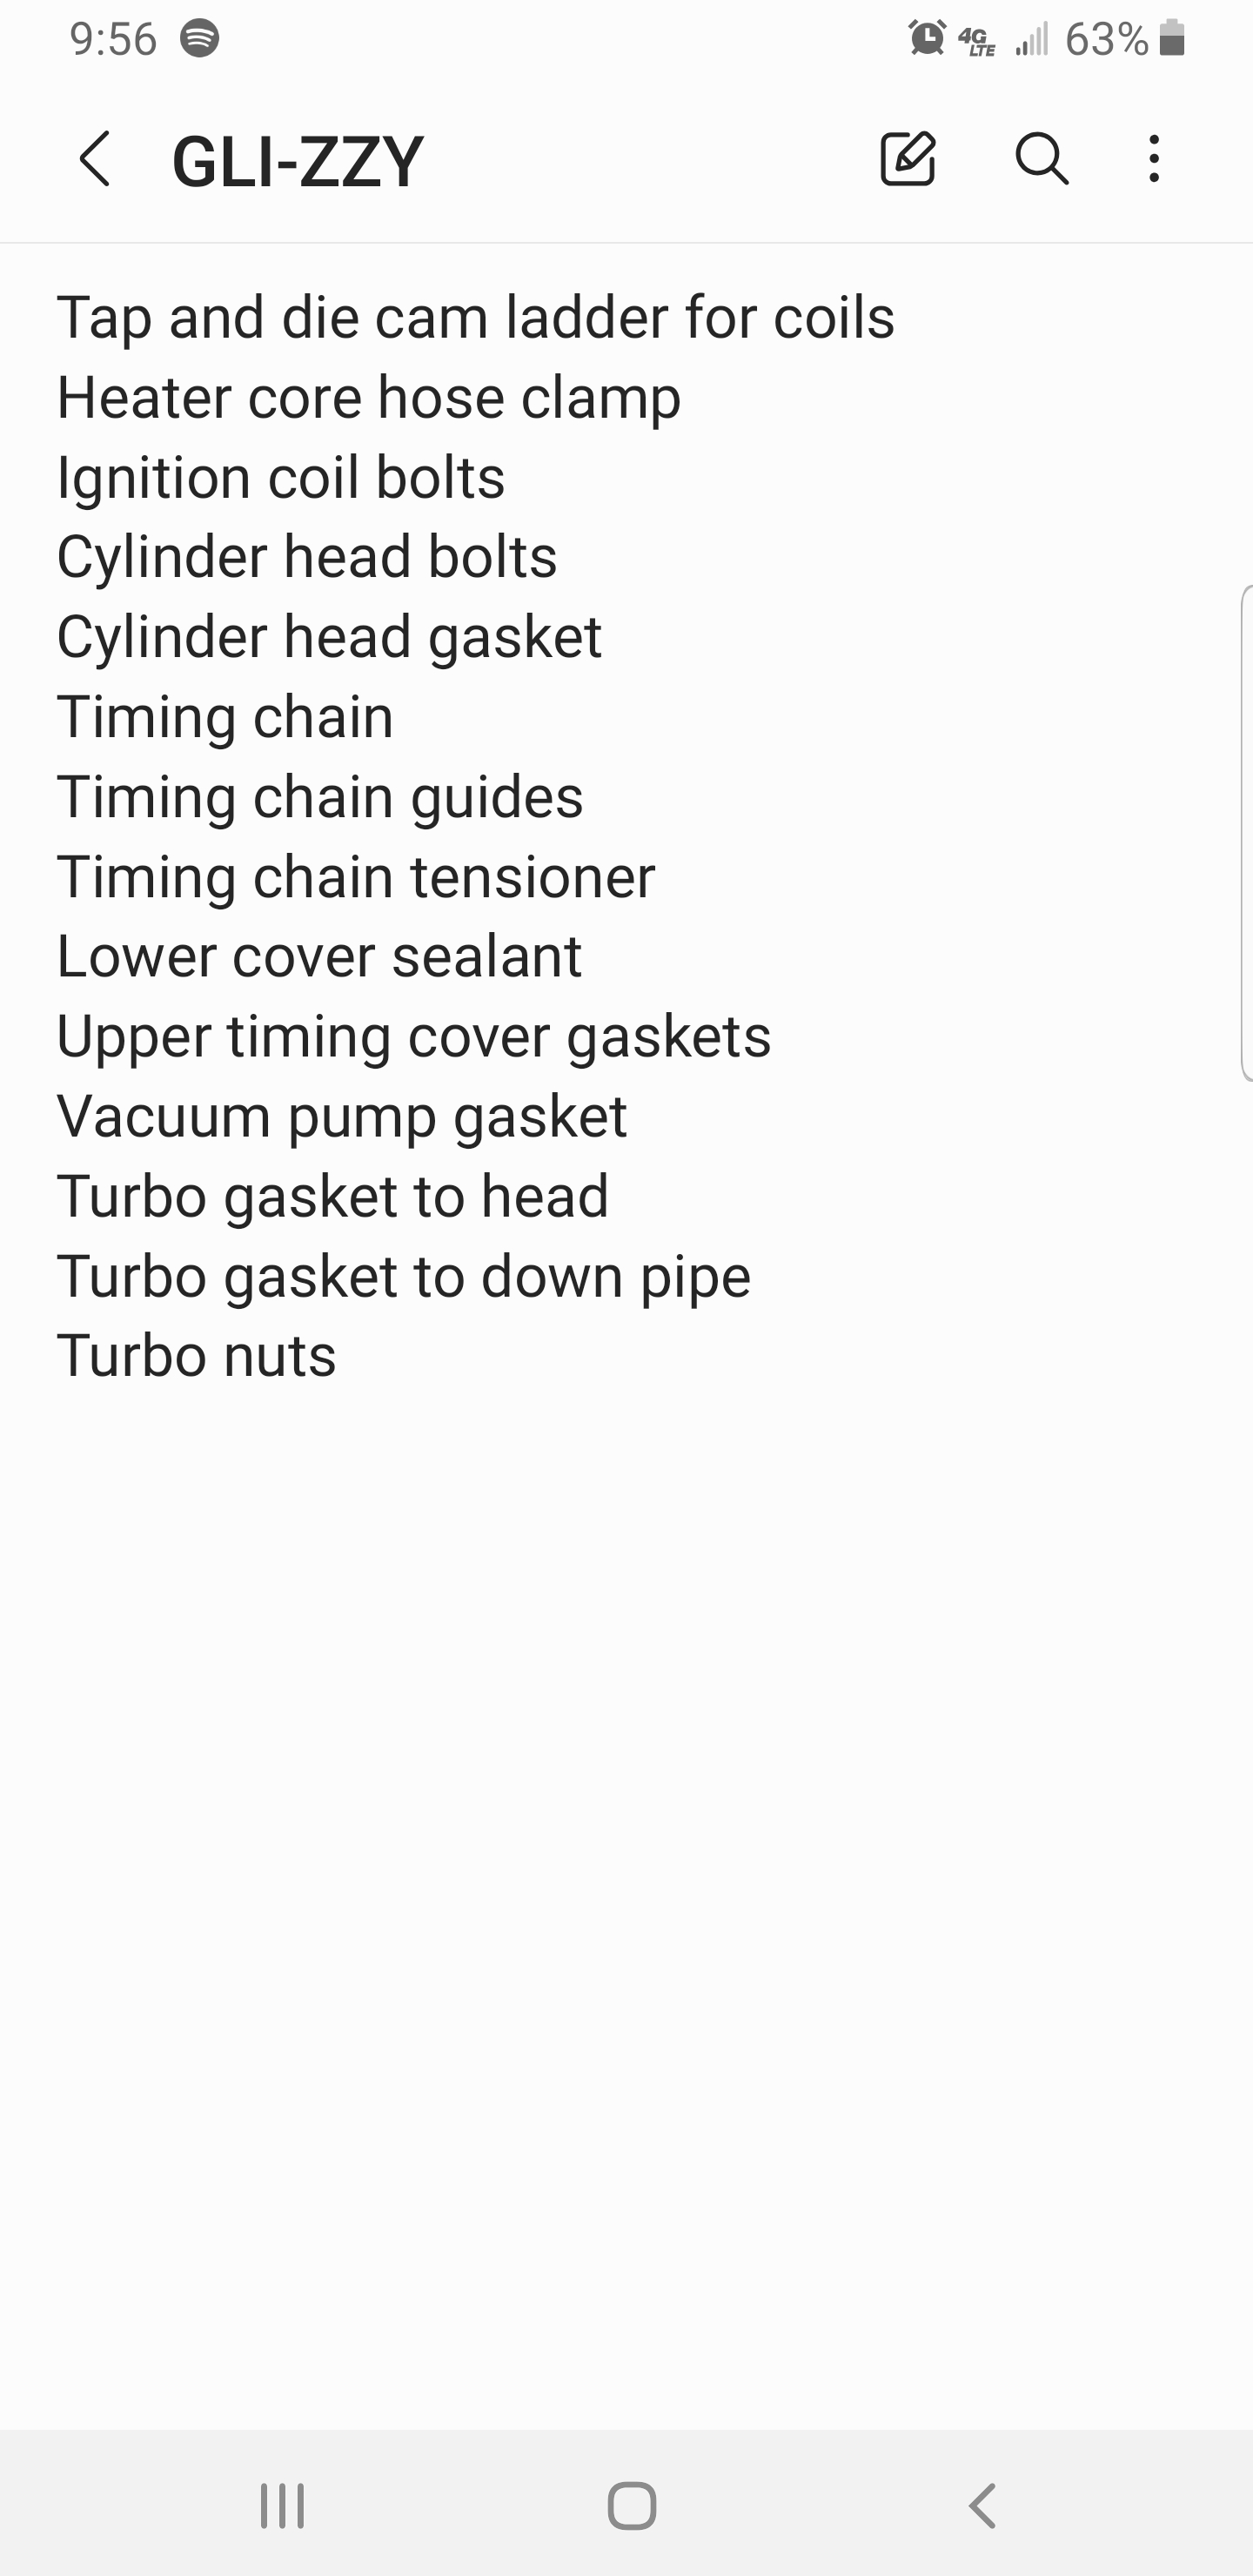 9:56 4G LTE 63%
GLI-ZZY
Tap and die cam ladder for coils
Heater core hose clamp
Ignition coil bolts
Cylinder head bolts
Cylinder head gasket
Timing chain
Timing chain guides
Timing chain tensioner
Lower cover sealant
Upper timing cover gaskets
Vacuum pump gasket
Turbo gasket to head
Turbo gasket to down pipe
Turbo nuts